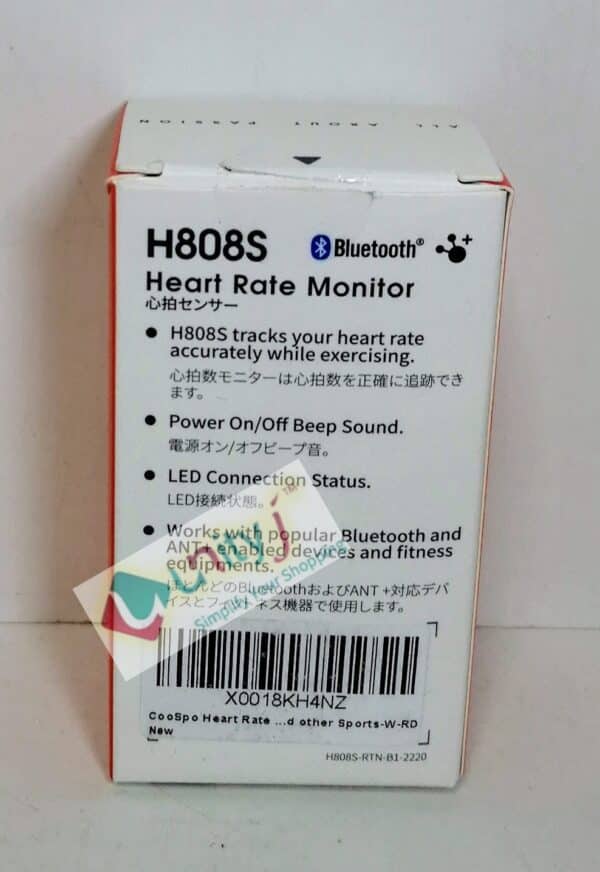 ALL ABOUT PASSION
H808S Bluetooth®
Heart Rate Monitor
心拍センサー
● H808S tracks your heart rate
accurately while exercising.
心拍数モニターは心拍数を正確に追跡でき
ます。
● Power On/Off Beep Sound.
電源オン/オフビープ音。
● LED Connection Status.
LED接続状態。
● Works with popular Bluetooth and
ANT+ enabled devices and fitness
equipments.
ほとんどのBluetoothおよびANT +対応デバ
イスとフィットネス機器で使用します。
unityj™
Simplify Your Shopping
X0018KH4NZ
CooSpo Heart Rate ...d other Sports-W-RD
New
H808S-RTN-B1-2220